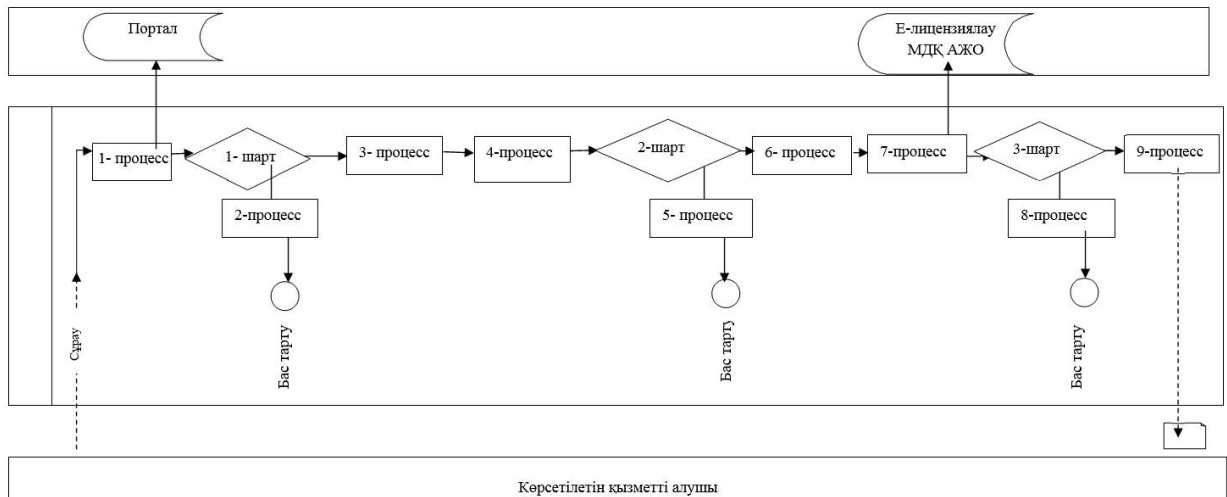 Портал
Е-лицензиялау
МДҚ АЖО
1- процесс
1- шарт
3- процесс
4-процесс
2-шарт
6- процесс
7-процесс
3-шарт
9-процесс
2-процесс
5- процесс
8-процесс
Сұрау
Бас тарту
Бас тарту
Бас тарту
Көрсетілетін қызметті алушы